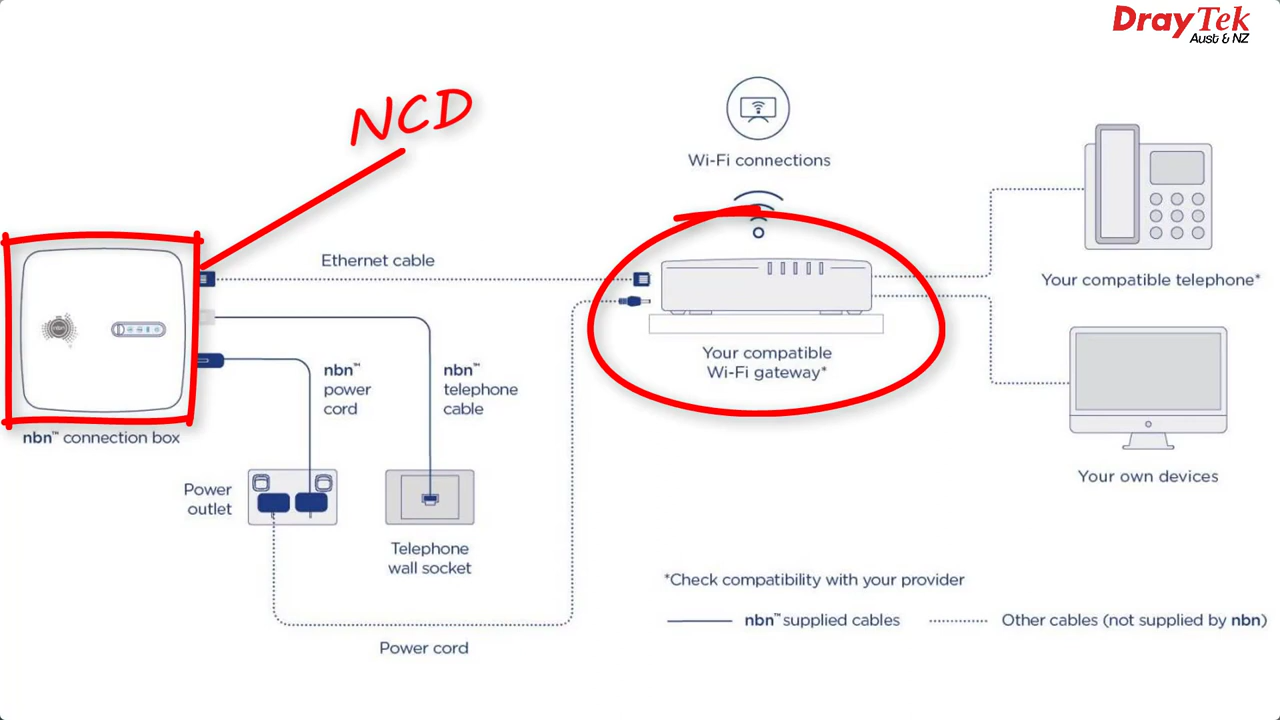 DrayTek
Aust & NZ
NCD
Wi-Fi connections
Ethernet cable
Your compatible telephone*
nbn™
power
cord
nbn™
telephone
cable
Your compatible
Wi-Fi gateway*
nbn™ connection box
Your own devices
Power
outlet
Telephone
wall socket
*Check compatibility with your provider
nbn™ supplied cables
Other cables (not supplied by nbn)
Power cord